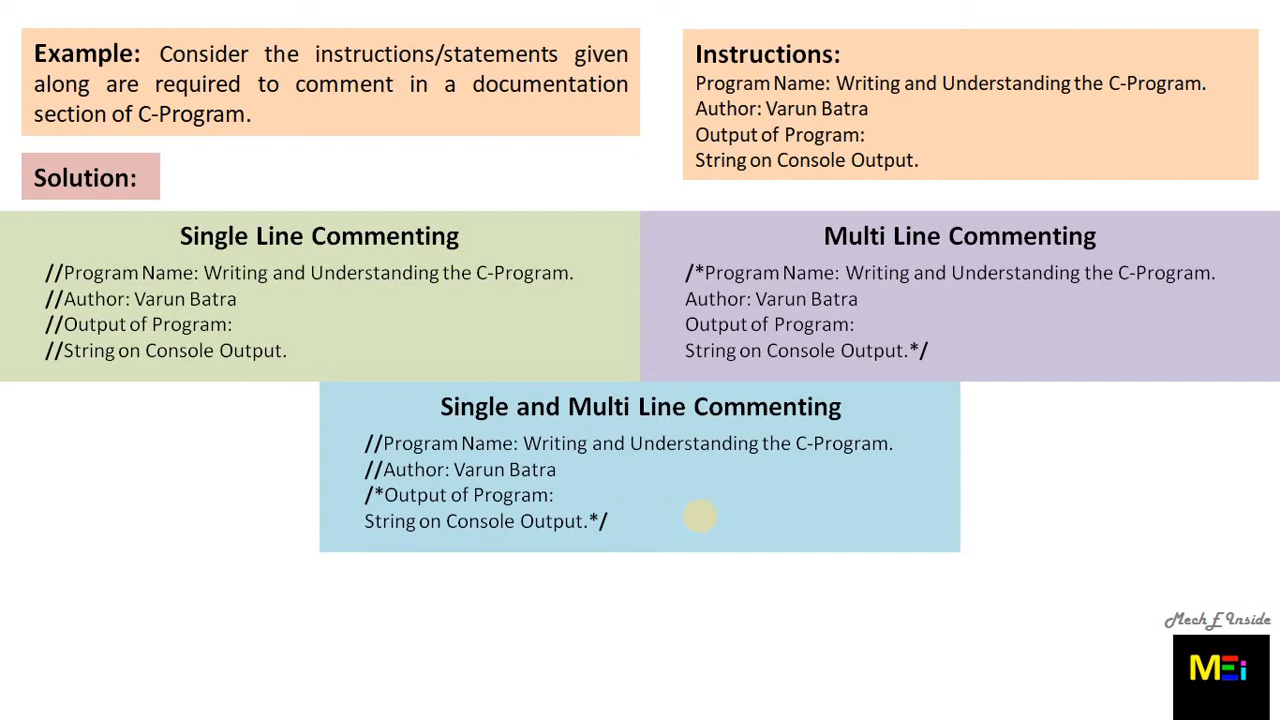 Example: Consider the instructions/statements given
along are required to comment in a documentation
section of C-Program.
Instructions:
Program Name: Writing and Understanding the C-Program.
Author: Varun Batra
Output of Program:
String on Console Output.
Solution:
Single Line Commenting
//Program Name: Writing and Understanding the C-Program.
//Author: Varun Batra
//Output of Program:
//String on Console Output.
Multi Line Commenting
/*Program Name: Writing and Understanding the C-Program.
Author: Varun Batra
Output of Program:
String on Console Output.*/
Single and Multi Line Commenting
//Program Name: Writing and Understanding the C-Program.
//Author: Varun Batra
/*Output of Program:
String on Console Output.*/
Mech E Inside
MEi